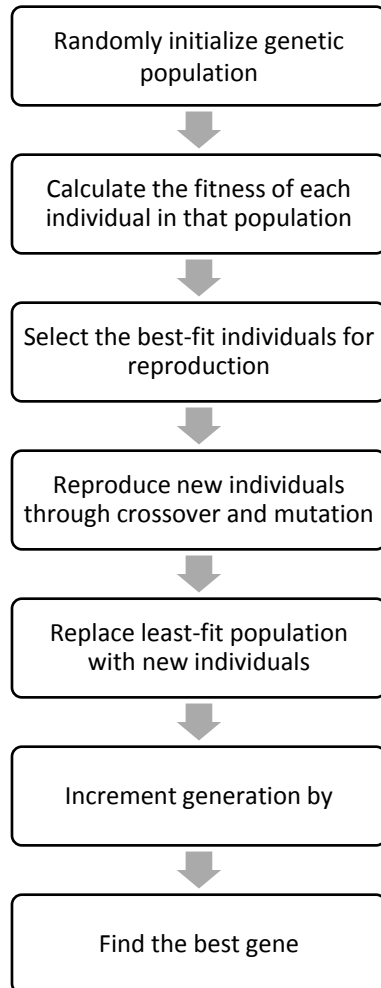 Randomly initialize genetic
population
Calculate the fitness of each
individual in that population
Select the best-fit individuals for
reproduction
Reproduce new individuals
through crossover and mutation
Replace least-fit population
with new individuals
Increment generation by
Find the best gene